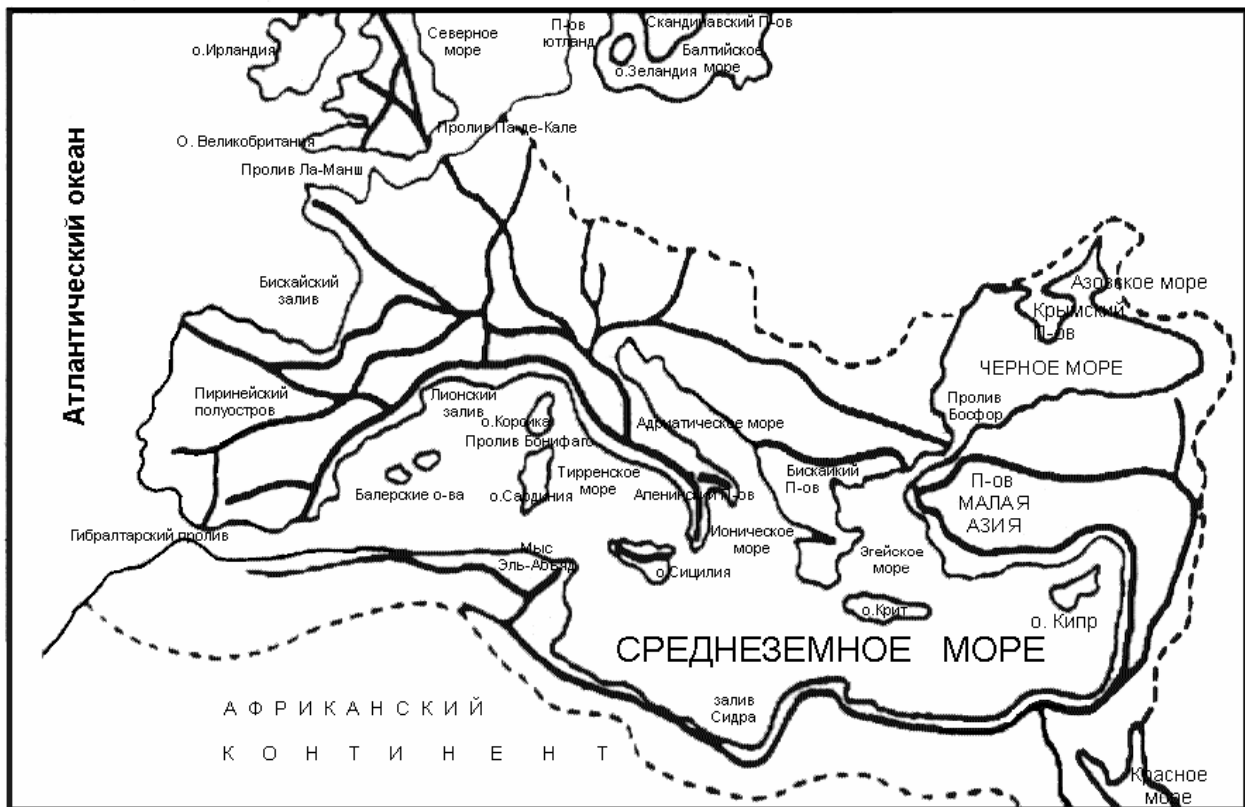 Скандинавский П-ов
П-ов
ютланд
Северное
море
о.Ирландия
Балтийское
море
о.Зеландия
О. Великобритания
Пролив Па-де-Кале
Пролив Ла-Манш
Атлантический океан
Бискайский
залив
Азовское море
Крымский
П-ов
ЧЕРНОЕ МОРЕ
Пиринейский
полуостров
Лионский
залив
Пролив
Босфор
о.Корсика
Пролив Бонифаго
Адриатическое море
Тирренское
море
Балерские о-ва
о.Сардиния
Апенинский П-ов
Бискайкий
П-ов
П-ов
МАЛАЯ
АЗИЯ
Гибралтарский пролив
Ионическое
море
Мыс
Эль-Абъяд
Эгейское
море
о.Сицилия
о.Крит
о. Кипр
СРЕДНЕЗЕМНОЕ МОРЕ
залив
Сидра
АФРИКАНСКИЙ
КОНТИНЕНТ
Красное
море